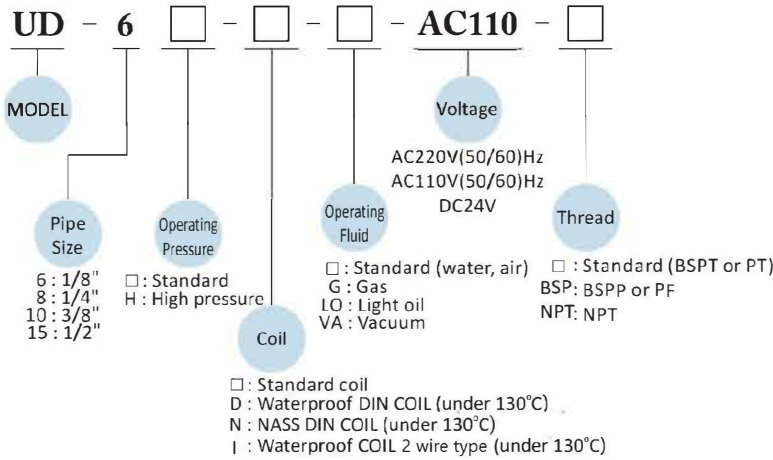 UD - 6 □ - □ - □ - AC110 - □
MODEL
Voltage
AC220V(50/60)Hz
AC110V(50/60)Hz
DC24V
Pipe
Size
6 : 1/8"
8 : 1/4"
10 : 3/8"
15 : 1/2"
Operating
Pressure
□ : Standard
H : High pressure
Coil
□ : Standard coil
D : Waterproof DIN COIL (under 130°C)
N : NASS DIN COIL (under 130°C)
I : Waterproof COIL 2 wire type (under 130°C)
Operating
Fluid
□ : Standard (water, air)
G : Gas
LO : Light oil
VA : Vacuum
Thread
□ : Standard (BSPT or PT)
BSP: BSPP or PF
NPT: NPT